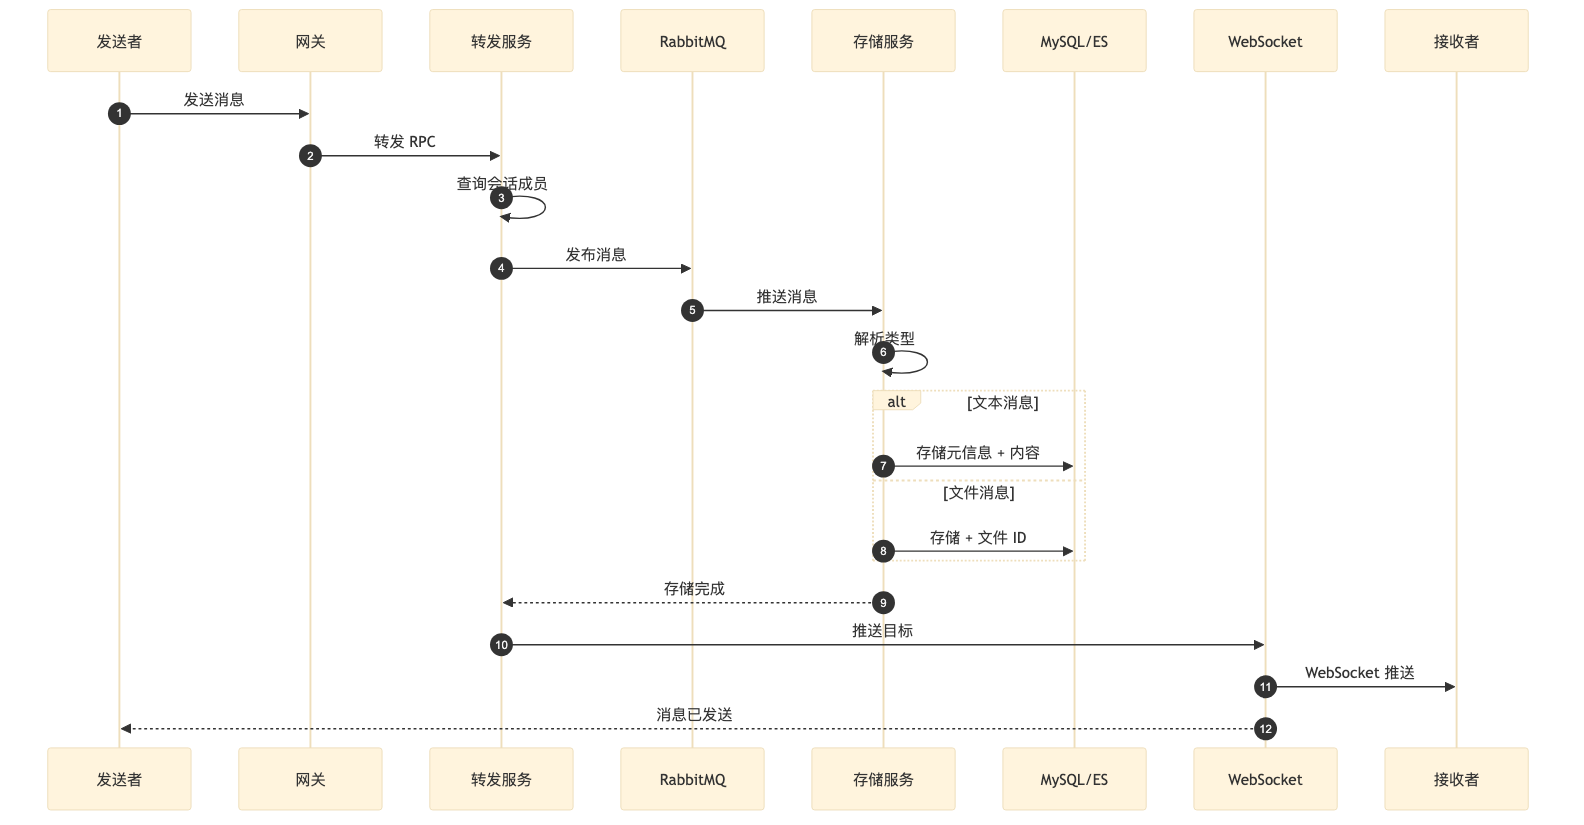 发送者
网关
转发服务
RabbitMQ
存储服务
MySQL/ES
WebSocket
接收者
发送消息
1
转发 RPC
2
查询会话成员
3
发布消息
4
推送消息
5
解析类型
6
alt
[文本消息]
存储元信息 + 内容
7
[文件消息]
存储 + 文件 ID
8
存储完成
9
推送目标
10
WebSocket 推送
11
消息已发送
12
发送者
网关
转发服务
RabbitMQ
存储服务
MySQL/ES
WebSocket
接收者